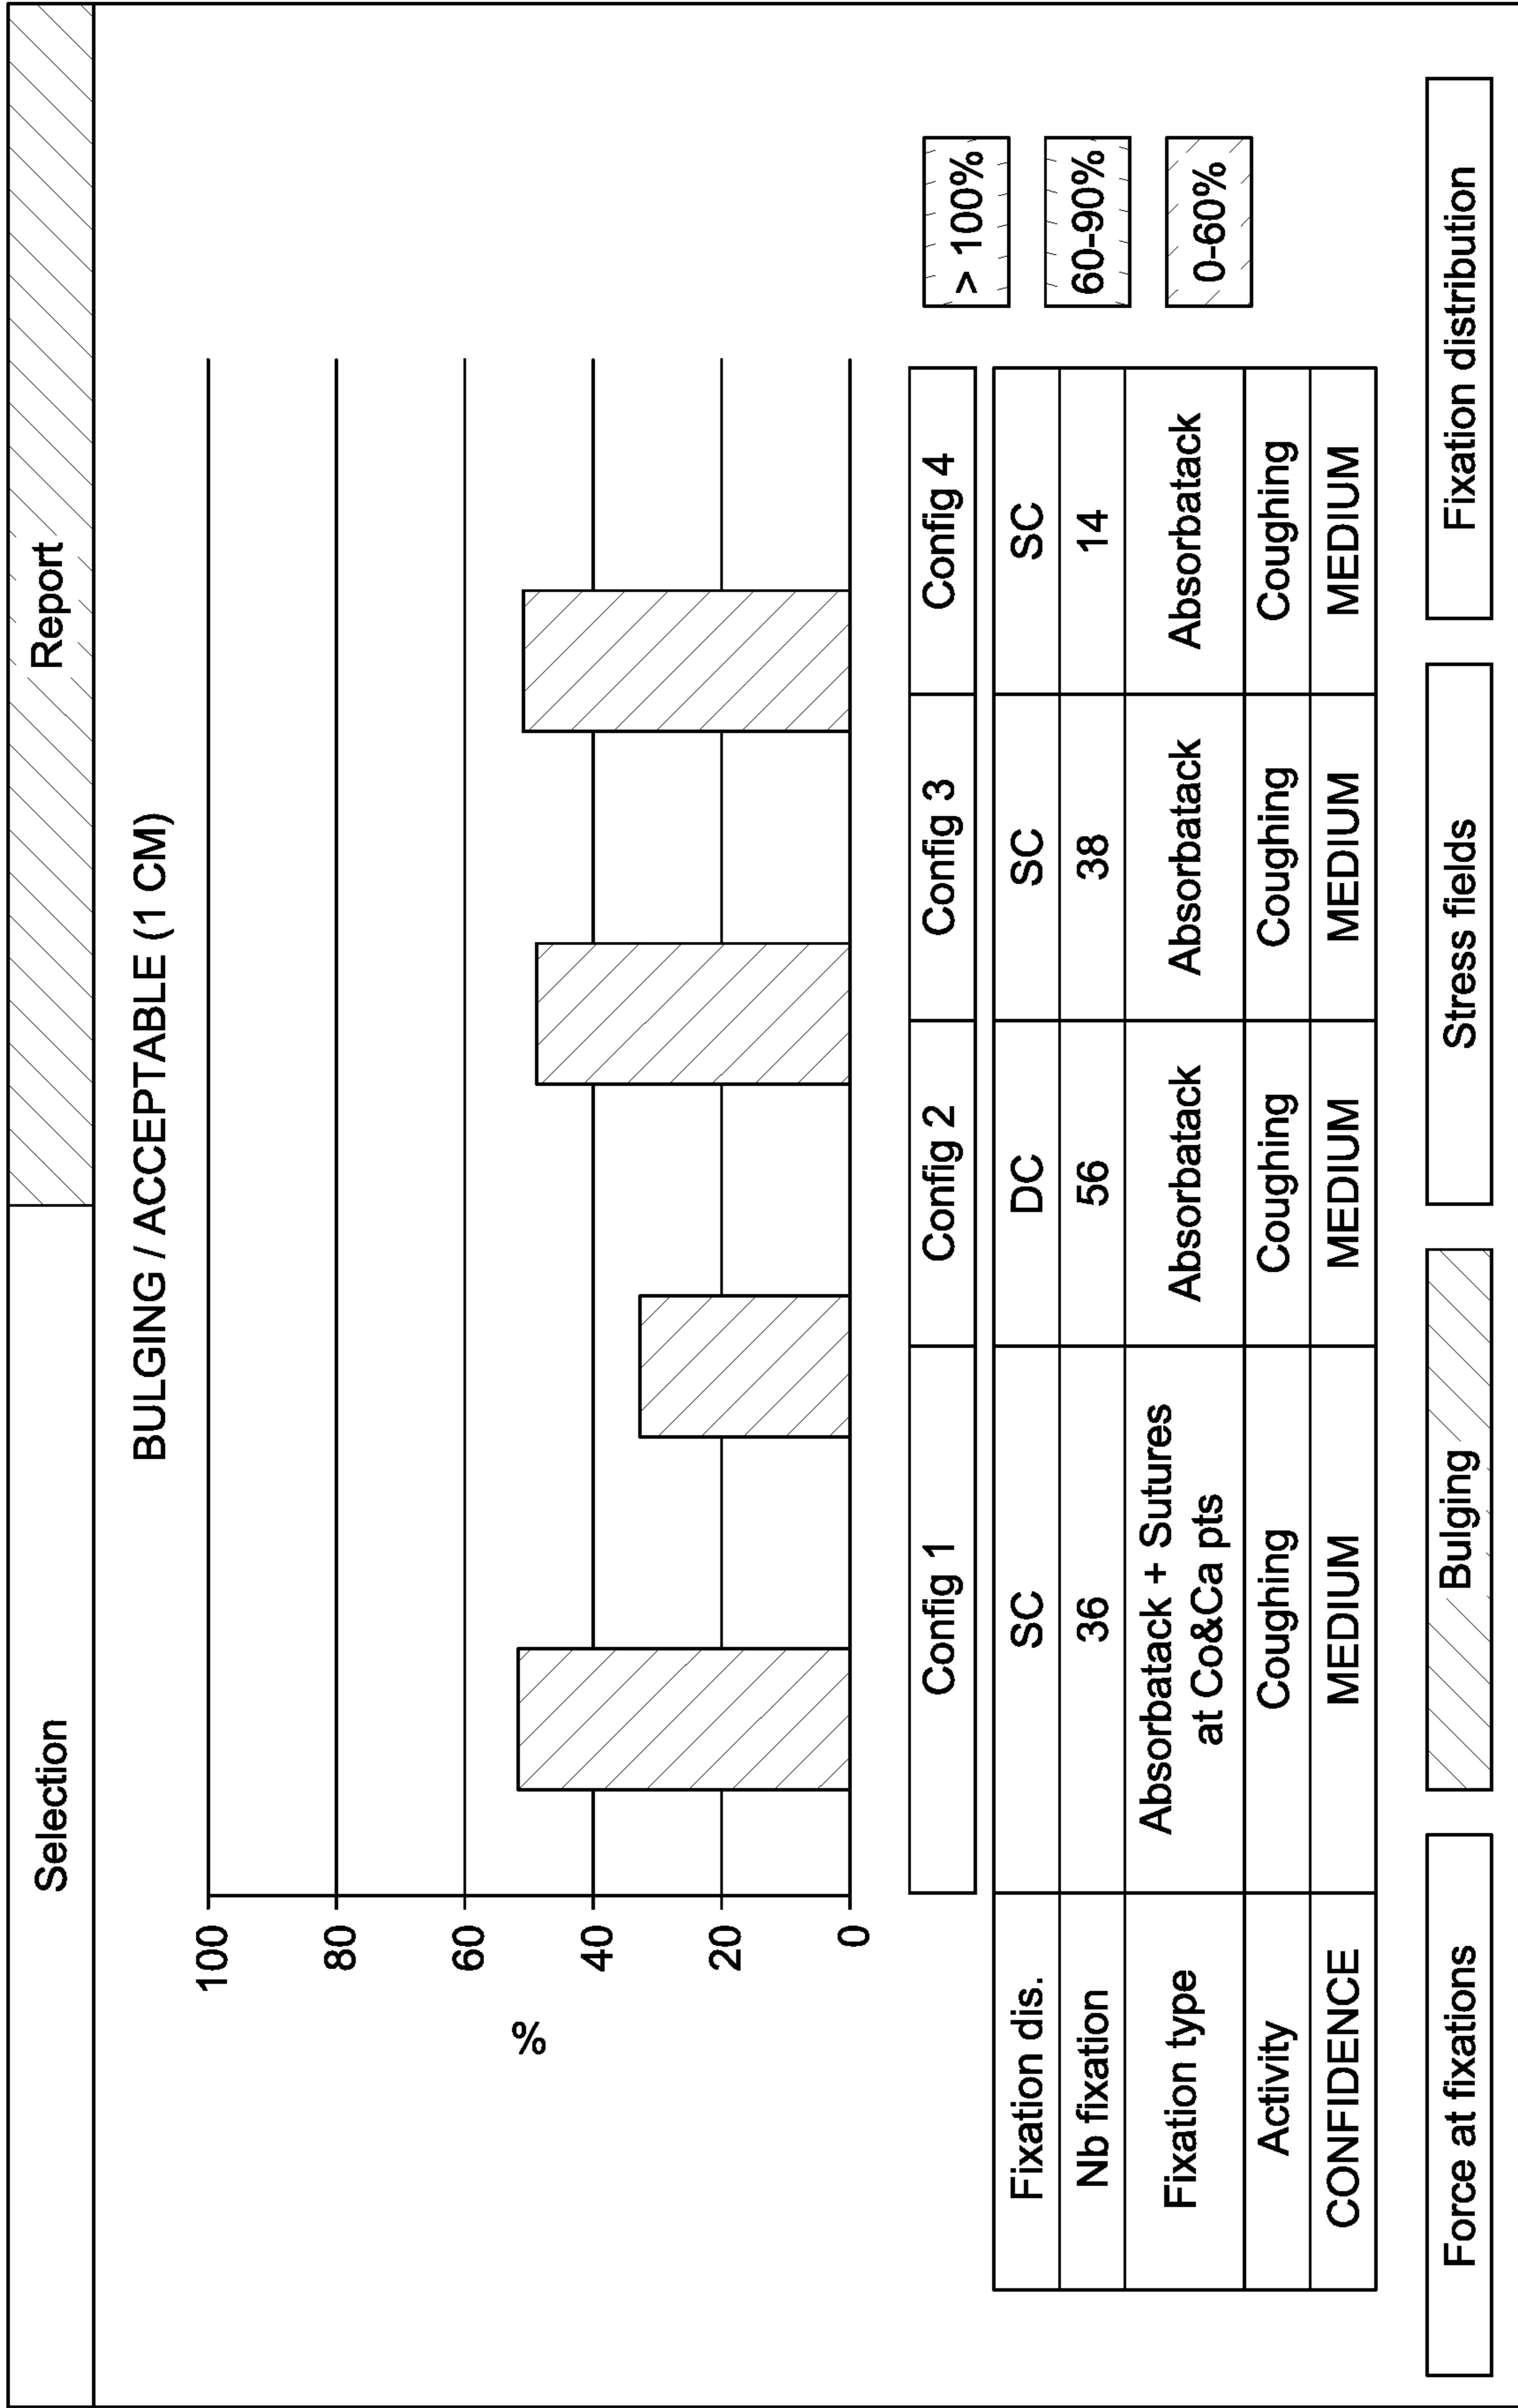 Selection
Report
BULGING / ACCEPTABLE (1 CM)
100
80
60
40
20
0
%
Config 1
Config 2
Config 3
Config 4
> 100%
60-90%
0-60%
Fixation dis.
SC
DC
SC
SC
Nb fixation
36
56
38
14
Fixation type
Absorbatack + Sutures
at Co&Ca pts
Absorbatack
Absorbatack
Absorbatack
Activity
Coughing
Coughing
Coughing
Coughing
CONFIDENCE
MEDIUM
MEDIUM
MEDIUM
MEDIUM
Force at fixations
Bulging
Stress fields
Fixation distribution